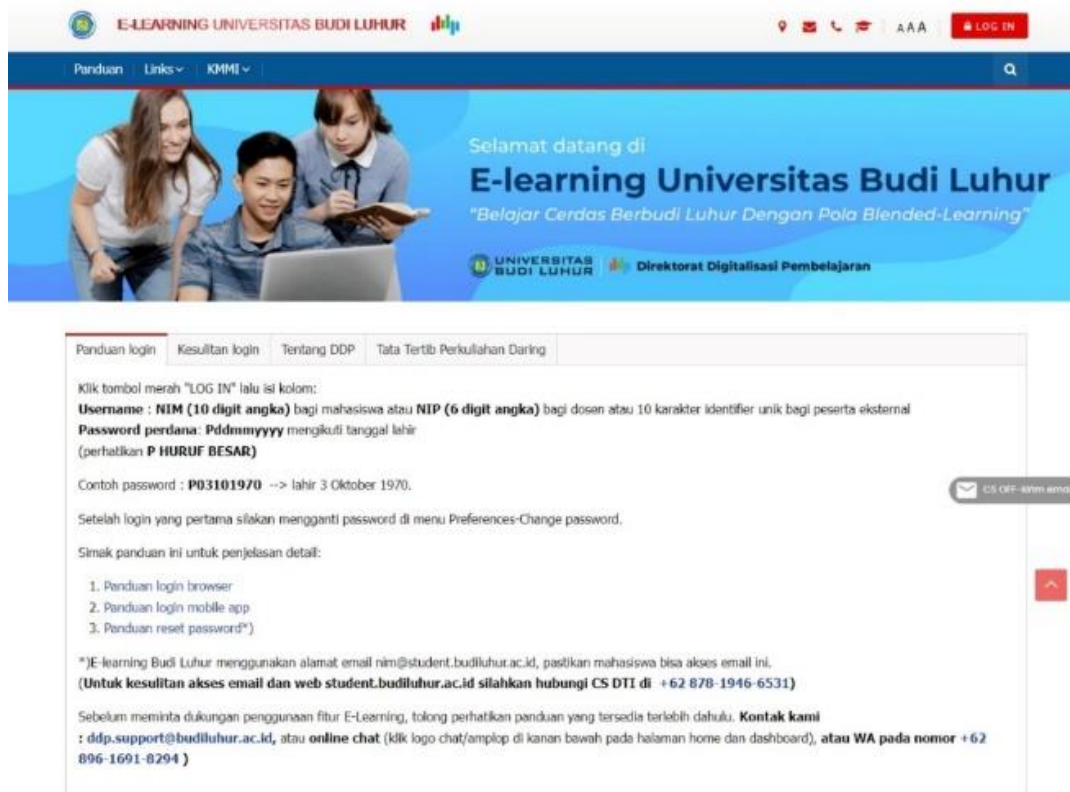 E-LEARNING UNIVERSITAS BUDI LUHUR
A A A
LOG IN
Panduan
Links
KMMI
Selamat datang di
E-learning Universitas Budi Luhur
"Belajar Cerdas Berbudi Luhur Dengan Pola Blended-Learning"
UNIVERSITAS
BUDI LUHUR
Direktorat Digitalisasi Pembelajaran
Panduan login
Kesulitan login
Tentang DDP
Tata Tertib Perkuliahan Daring
Klik tombol merah "LOG IN" lalu isi kolom:
Username : NIM (10 digit angka) bagi mahasiswa atau NIP (6 digit angka) bagi dosen atau 10 karakter identifier unik bagi peserta eksternal
Password perdana: Pddmmyyyy mengikuti tanggal lahir
(perhatikan P HURUF BESAR)
Contoh password : P03101970 --> lahir 3 Oktober 1970.
CS OFF-kirim email
Setelah login yang pertama silakan mengganti password di menu Preferences-Change password.
Simak panduan ini untuk penjelasan detail:
1. Panduan login browser
2. Panduan login mobile app
3. Panduan reset password*)
*)E-learning Budi Luhur menggunakan alamat email nim@student.budiluhur.ac.id, pastikan mahasiswa bisa akses email ini.
(Untuk kesulitan akses email dan web student.budiluhur.ac.id silahkan hubungi CS DTI di +62 878-1946-6531)
Sebelum meminta dukungan penggunaan fitur E-Learning, tolong perhatikan panduan yang tersedia terlebih dahulu. Kontak kami
: ddp.support@budiluhur.ac.id, atau online chat (klik logo chat/amplop di kanan bawah pada halaman home dan dashboard), atau WA pada nomor +62
896-1691-8294 )